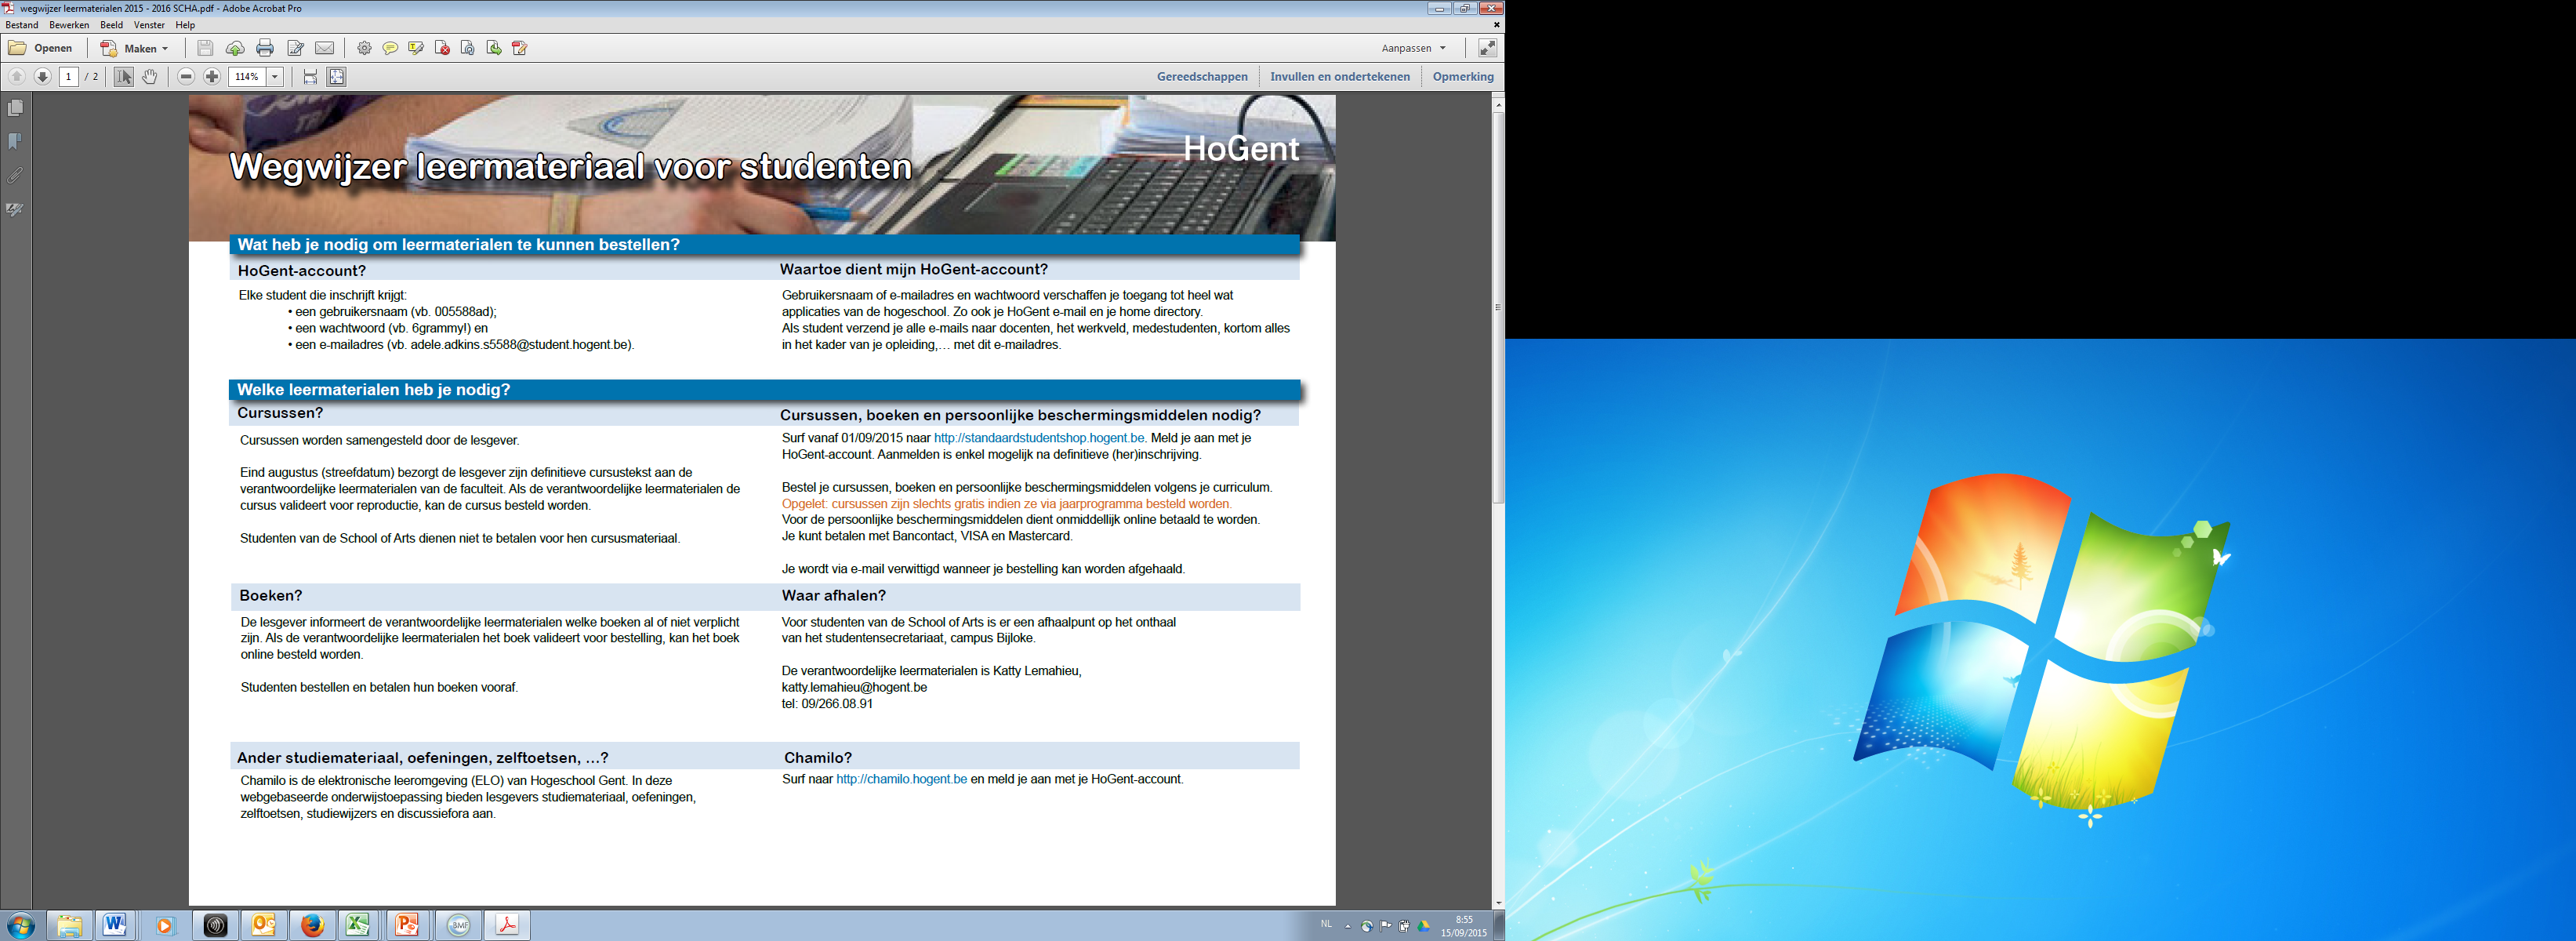 wegwijzer leermaterialen 2015 - 2016 SCHA.pdf - Adobe Acrobat Pro
Bestand Bewerken Beeld Venster Help
Openen Maken Aanpassen
1 / 2 114% Gereedschappen Invullen en ondertekenen Opmerking
HoGent
Wegwijzer leermateriaal voor studenten
Wat heb je nodig om leermaterialen te kunnen bestellen?
HoGent-account?
Elke student die inschrijft krijgt:
• een gebruikersnaam (vb. 005588ad);
• een wachtwoord (vb. 6grammy!) en
• een e-mailadres (vb. adele.adkins.s5588@student.hogent.be).
Waartoe dient mijn HoGent-account?
Gebruikersnaam of e-mailadres en wachtwoord verschaffen je toegang tot heel wat
applicaties van de hogeschool. Zo ook je HoGent e-mail en je home directory.
Als student verzend je alle e-mails naar docenten, het werkveld, medestudenten, kortom alles
in het kader van je opleiding,… met dit e-mailadres.
Welke leermaterialen heb je nodig?
Cursussen?
Cursussen worden samengesteld door de lesgever.
Eind augustus (streefdatum) bezorgt de lesgever zijn definitieve cursustekst aan de
verantwoordelijke leermaterialen van de faculteit. Als de verantwoordelijke leermaterialen de
cursus valideert voor reproductie, kan de cursus besteld worden.
Studenten van de School of Arts dienen niet te betalen voor hen cursusmateriaal.
Cursussen, boeken en persoonlijke beschermingsmiddelen nodig?
Surf vanaf 01/09/2015 naar http://standaardstudentshop.hogent.be. Meld je aan met je
HoGent-account. Aanmelden is enkel mogelijk na definitieve (her)inschrijving.
Bestel je cursussen, boeken en persoonlijke beschermingsmiddelen volgens je curriculum.
Opgelet: cursussen zijn slechts gratis indien ze via jaarprogramma besteld worden.
Voor de persoonlijke beschermingsmiddelen dient onmiddellijk online betaald te worden.
Je kunt betalen met Bancontact, VISA en Mastercard.
Je wordt via e-mail verwittigd wanneer je bestelling kan worden afgehaald.
Boeken?
De lesgever informeert de verantwoordelijke leermaterialen welke boeken al of niet verplicht
zijn. Als de verantwoordelijke leermaterialen het boek valideert voor bestelling, kan het boek
online besteld worden.
Studenten bestellen en betalen hun boeken vooraf.
Waar afhalen?
Voor studenten van de School of Arts is er een afhaalpunt op het onthaal
van het studentensecretariaat, campus Bijloke.
De verantwoordelijke leermaterialen is Katty Lemahieu,
katty.lemahieu@hogent.be
tel: 09/266.08.91
Ander studiemateriaal, oefeningen, zelftoetsen, …?
Chamilo is de elektronische leeromgeving (ELO) van Hogeschool Gent. In deze
webgebaseerde onderwijstoepassing bieden lesgevers studiemateriaal, oefeningen,
zelftoetsen, studiewijzers en discussiefora aan.
Chamilo?
Surf naar http://chamilo.hogent.be en meld je aan met je HoGent-account.
BMF
NL
8:55
15/09/2015